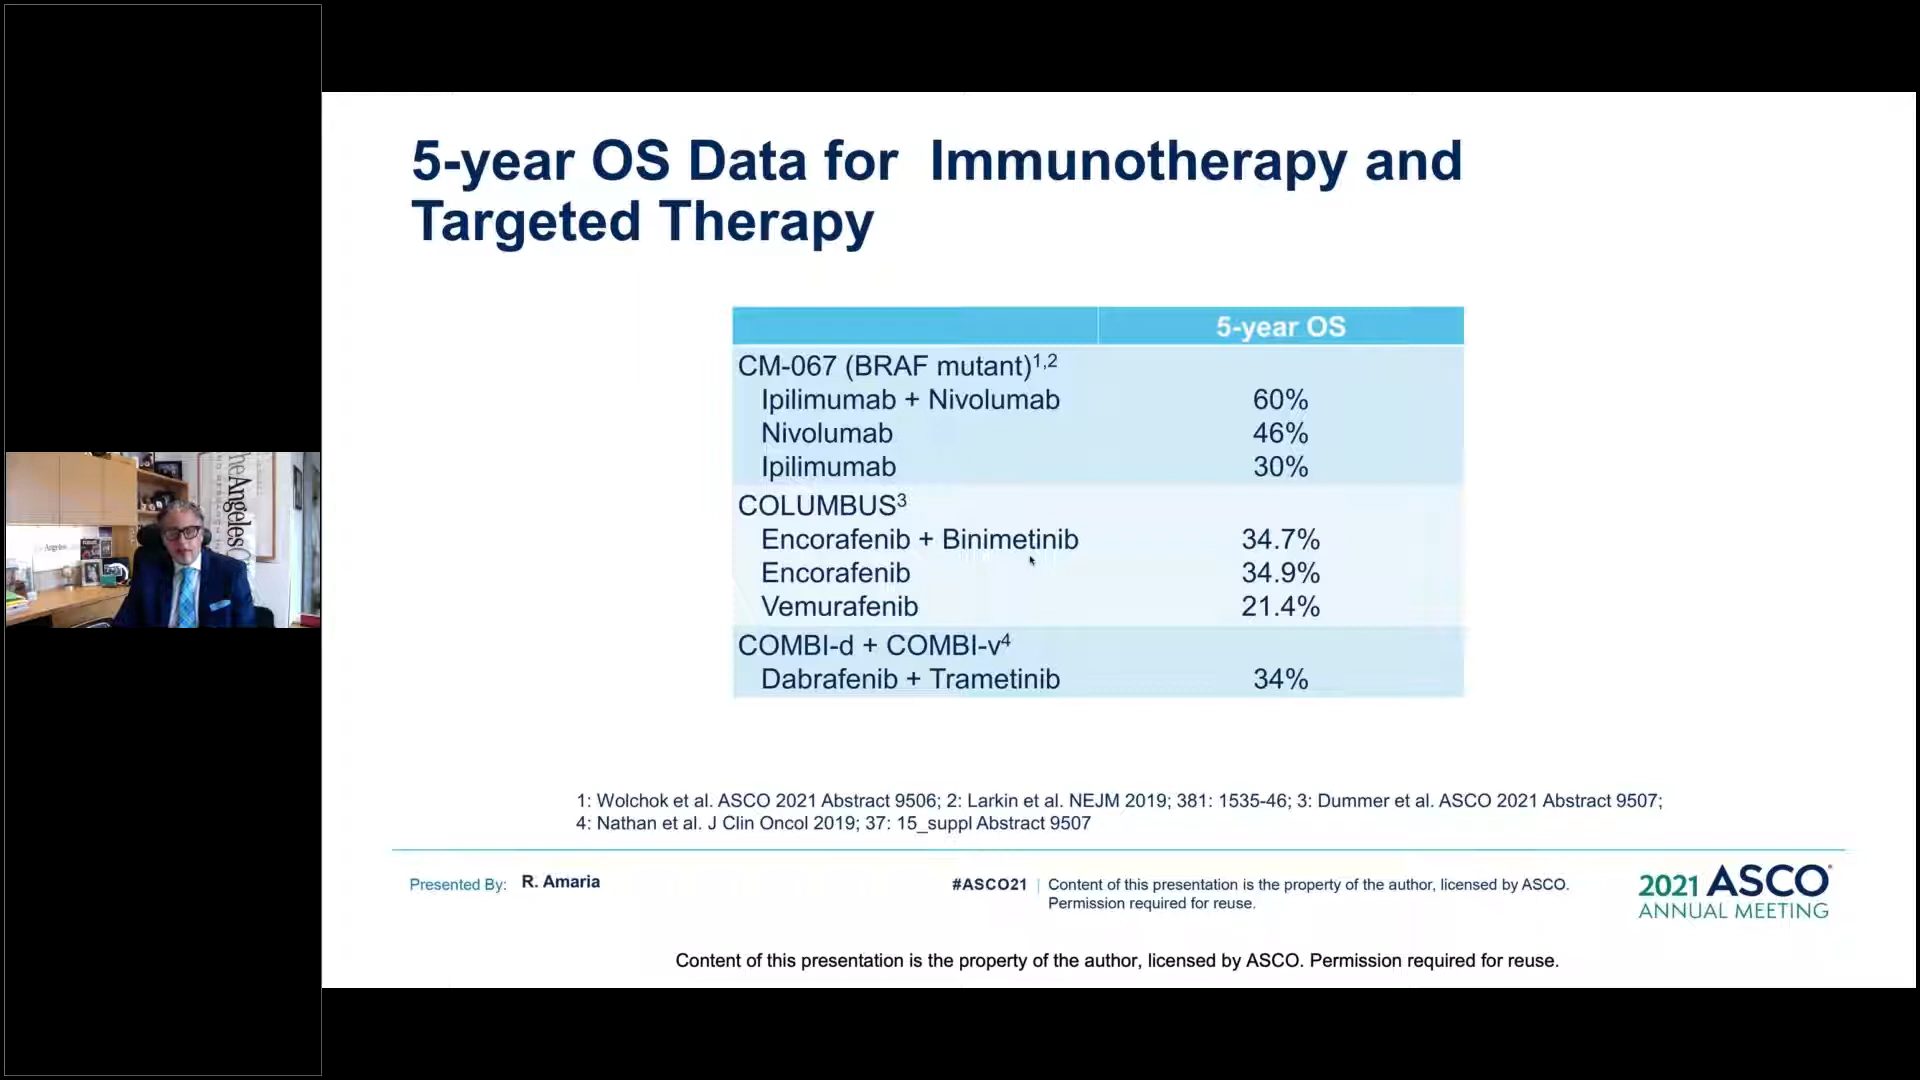 5-year OS Data for Immunotherapy and
Targeted Therapy
5-year OS
CM-067 (BRAF mutant)1,2
Ipilimumab + Nivolumab 60%
Nivolumab 46%
Ipilimumab 30%
COLUMBUS3
Encorafenib + Binimetinib 34.7%
Encorafenib 34.9%
Vemurafenib 21.4%
COMBI-d + COMBI-v4
Dabrafenib + Trametinib 34%
1: Wolchok et al. ASCO 2021 Abstract 9506; 2: Larkin et al. NEJM 2019; 381: 1535-46; 3: Dummer et al. ASCO 2021 Abstract 9507;
4: Nathan et al. J Clin Oncol 2019; 37: 15_suppl Abstract 9507
Presented By: R. Amaria
#ASCO21 | Content of this presentation is the property of the author, licensed by ASCO.
Permission required for reuse.
2021 ASCO®
ANNUAL MEETING
Content of this presentation is the property of the author, licensed by ASCO. Permission required for reuse.
heAngelesC
Angeles